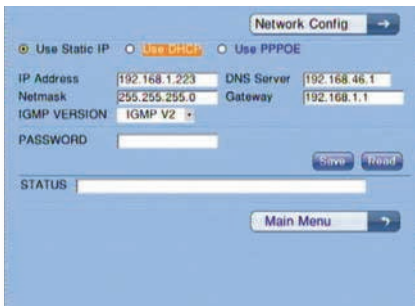 Network Config
Use Static IP Use DHCP Use PPPOE
IP Address 192.168.1.223 DNS Server 192.168.46.1
Netmask 255.255.255.0 Gateway 192.168.1.1
IGMP VERSION IGMP V2
PASSWORD
Save Read
STATUS
Main Menu